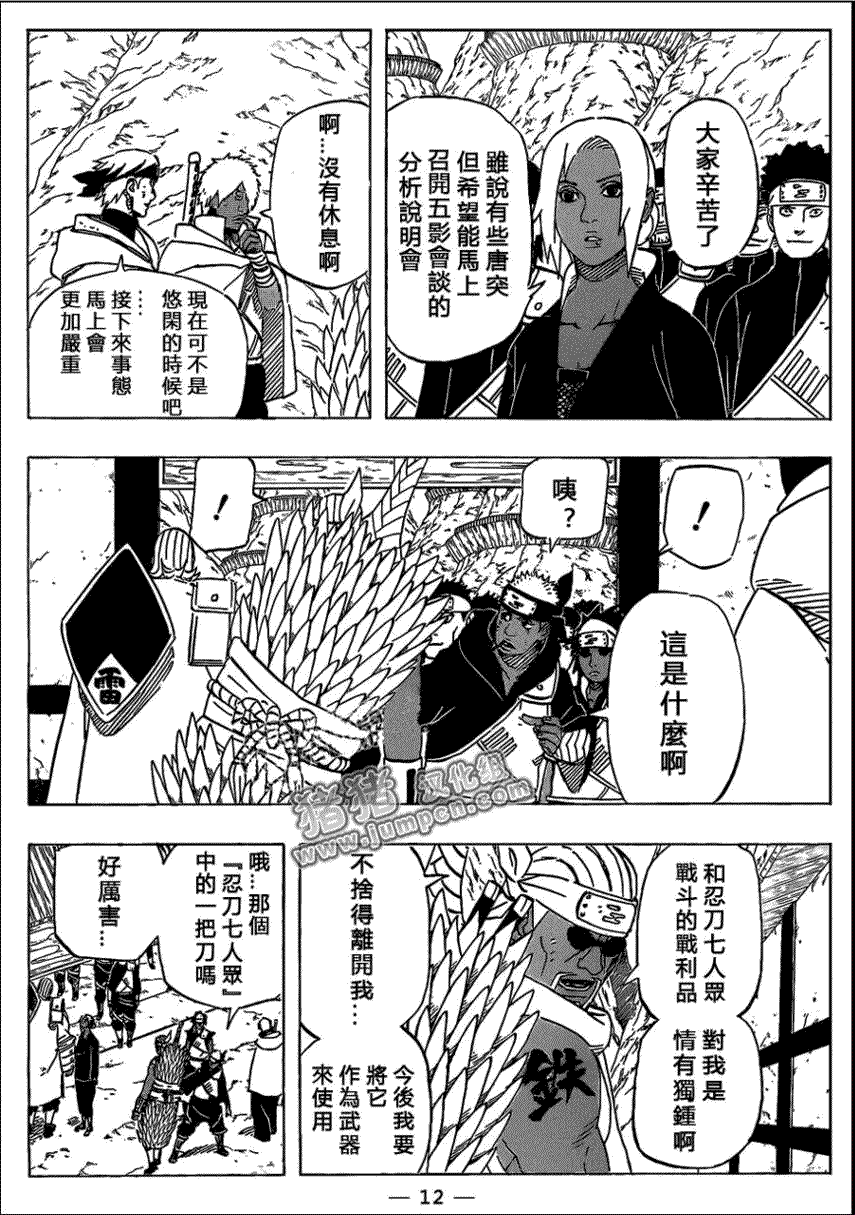 大家辛苦了
雖說有些唐突
但希望能馬上
召開五影會談的
分析說明會
啊…沒有休息啊
現在可不是
悠閑的時候吧
…接下來事態
馬上會
更加嚴重
！
這是什麼啊
咦？
！
雷
和忍刀七人眾
戰斗的戰利品
對我是
情有獨鍾啊
不捨得離開我…
今後我要
將它
作為武器
來使用
鉄
哦…那個
『忍刀七人眾』
中的一把刀嗎
好厲害…
猪猪汉化组
www.jumpcn.com
— 12 —